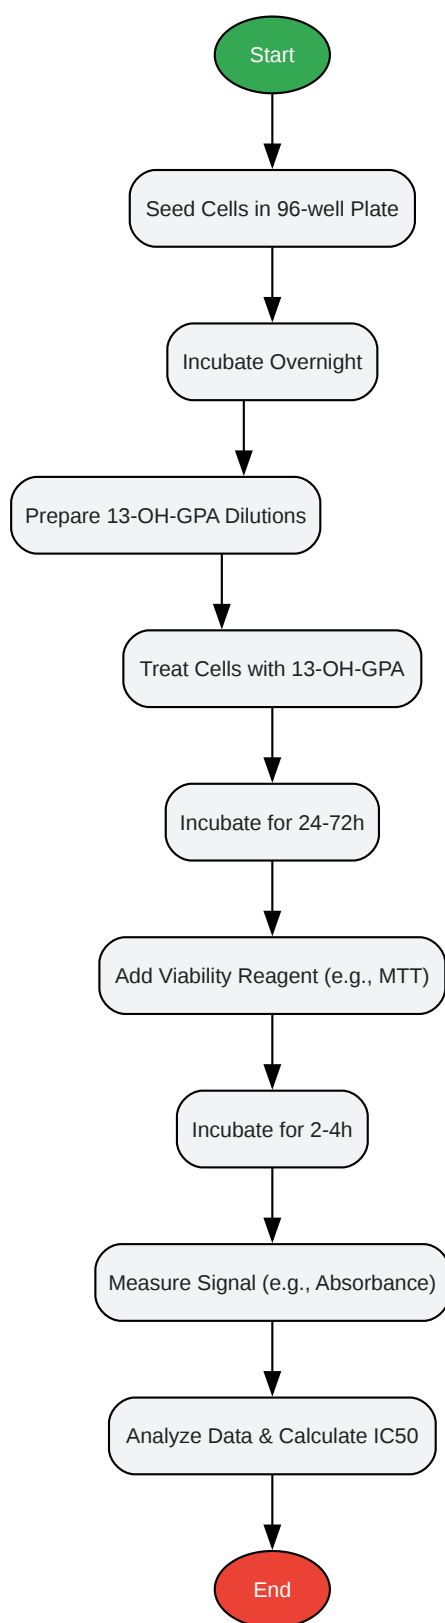 Start
Seed Cells in 96-well Plate
Incubate Overnight
Prepare 13-OH-GPA Dilutions
Treat Cells with 13-OH-GPA
Incubate for 24-72h
Add Viability Reagent (e.g., MTT)
Incubate for 2-4h
Measure Signal (e.g., Absorbance)
Analyze Data & Calculate IC50
End